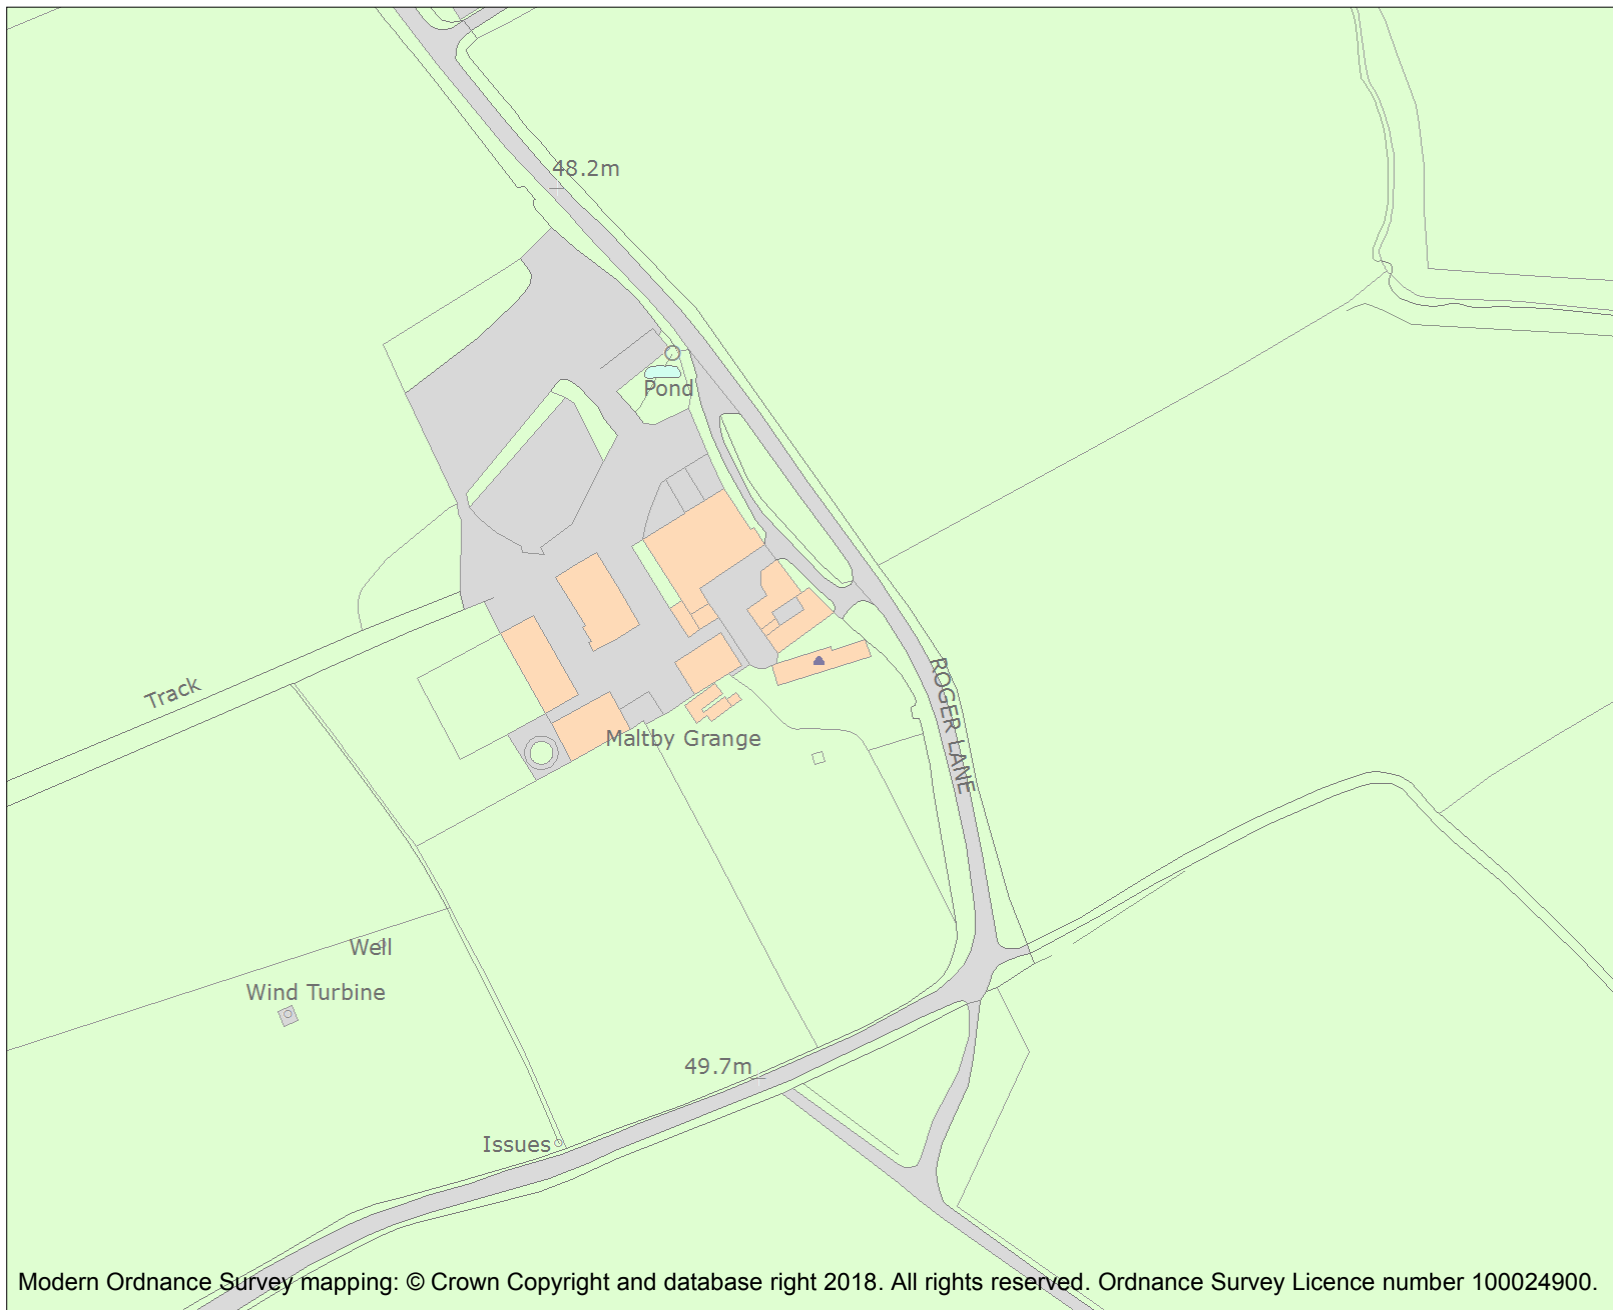 48.2m
Pond
ROGER LANE
Track
Maltby Grange
Well
Wind Turbine
49.7m
Issues
Modern Ordnance Survey mapping: © Crown Copyright and database right 2018. All rights reserved. Ordnance Survey Licence number 100024900.